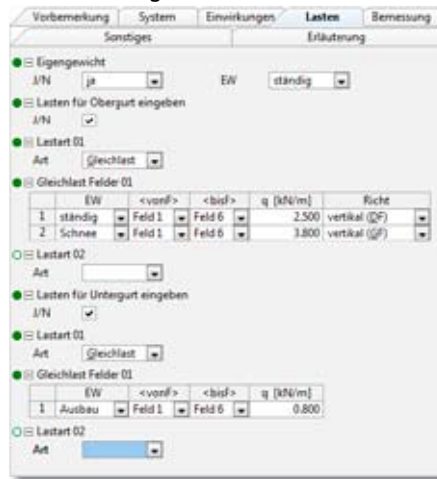 Vorbemerkung System Einwirkungen Lasten Bemessung
Sonstiges Erläuterung
Eigengewicht
J/N ja EW ständig
Lasten für Obergurt eingeben
J/N
Lastart 01
Art Gleichlast
Gleichlast Felder 01
EW <vonF> <bisF> q [kN/m] Richt
1 ständig Feld 1 Feld 6 2.500 vertikal (DF)
2 Schnee Feld 1 Feld 6 3.800 vertikal (GF)
Lastart 02
Art
Lasten für Untergurt eingeben
J/N
Lastart 01
Art Gleichlast
Gleichlast Felder 01
EW <vonF> <bisF> q [kN/m]
1 Ausbau Feld 1 Feld 6 0.800
Lastart 02
Art